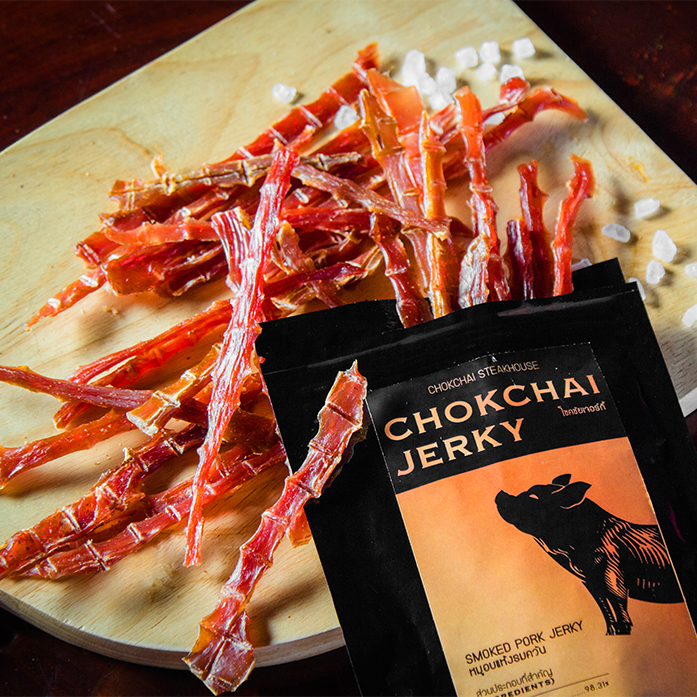 CHOKCHAI STEAKHOUSE
CHOKCHAI
JERKY
โชคชัยเจอร์กี้
SMOKED PORK JERKY
หมูอบแห้งรมควัน
ส่วนประกอบที่สำคัญ
98.3%